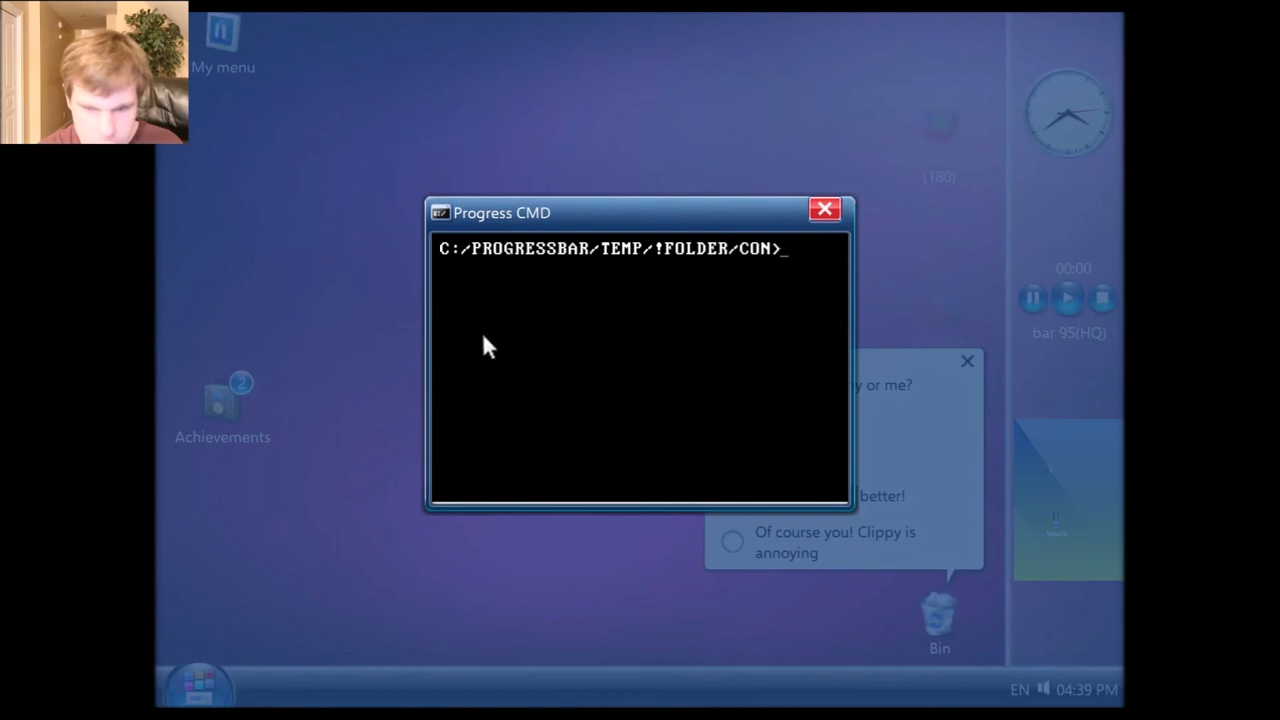 My menu
(180)
Progress CMD
C:/PROGRESSBAR/TEMP/!FOLDER/CON>_
00:00
bar 95(HQ)
y or me?
2
Achievements
better!
Of course you! Clippy is
annoying
Bin
EN 04:39 PM